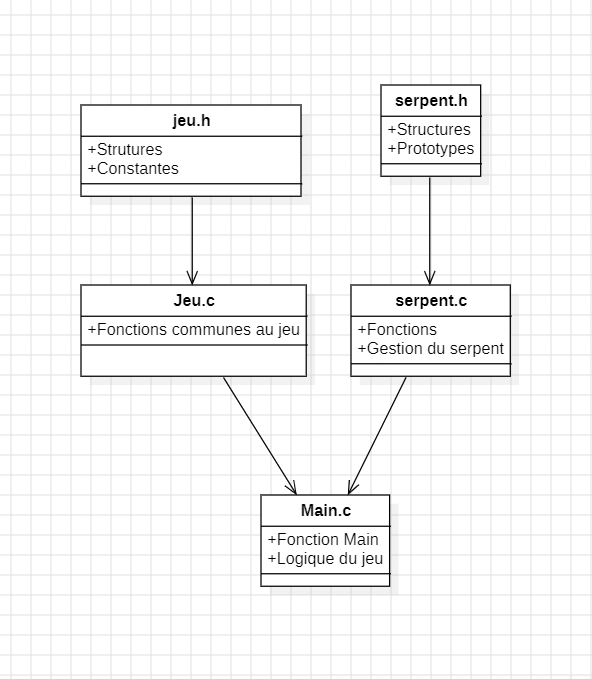 jeu.h
+Strutures
+Constantes
serpent.h
+Structures
+Prototypes
Jeu.c
+Fonctions communes au jeu
serpent.c
+Fonctions
+Gestion du serpent
Main.c
+Fonction Main
+Logique du jeu